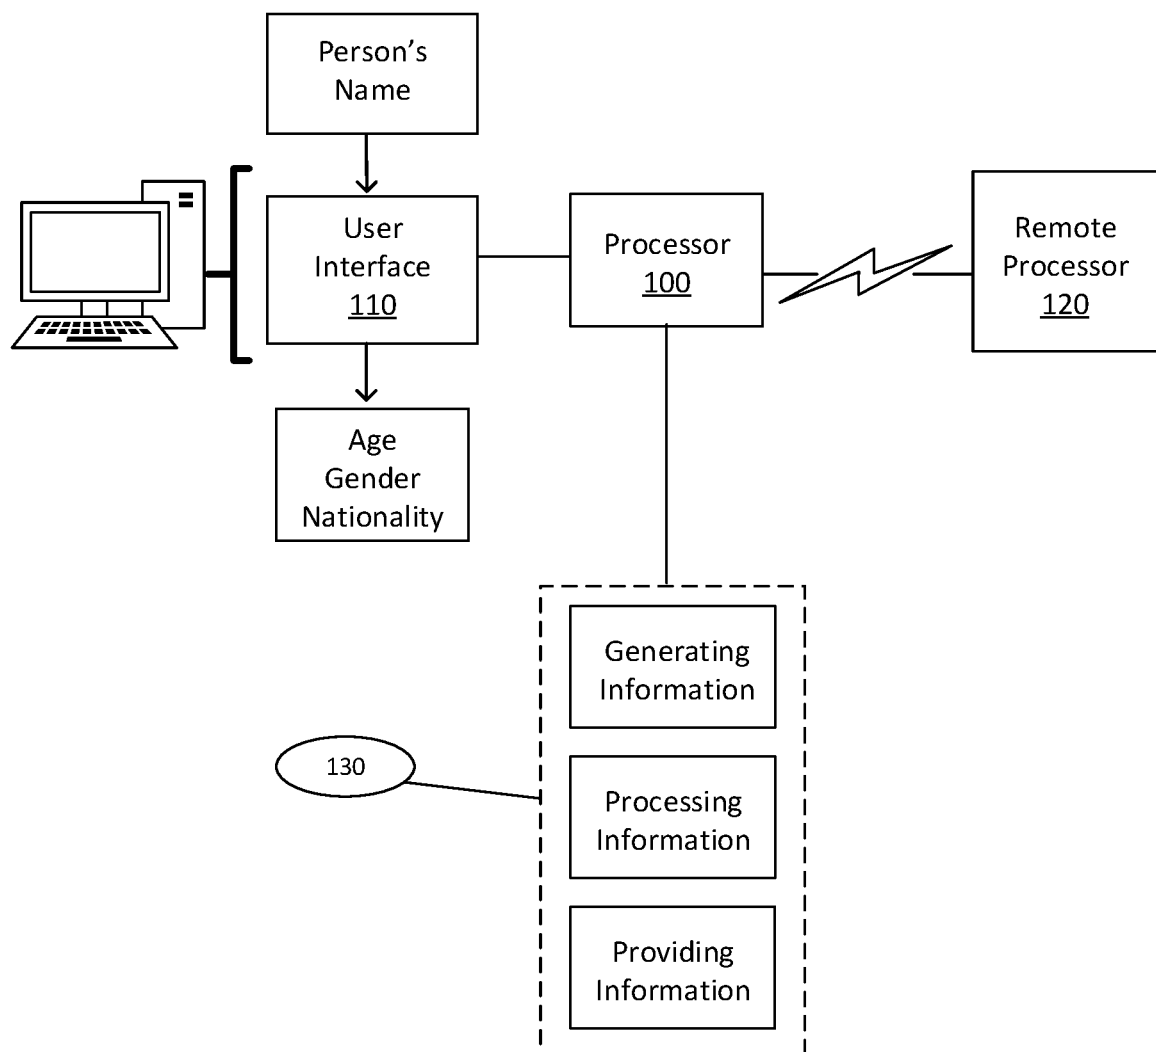 Person's
Name
User
Interface
110
Processor
100
Remote
Processor
120
Age
Gender
Nationality
Generating
Information
130
Processing
Information
Providing
Information